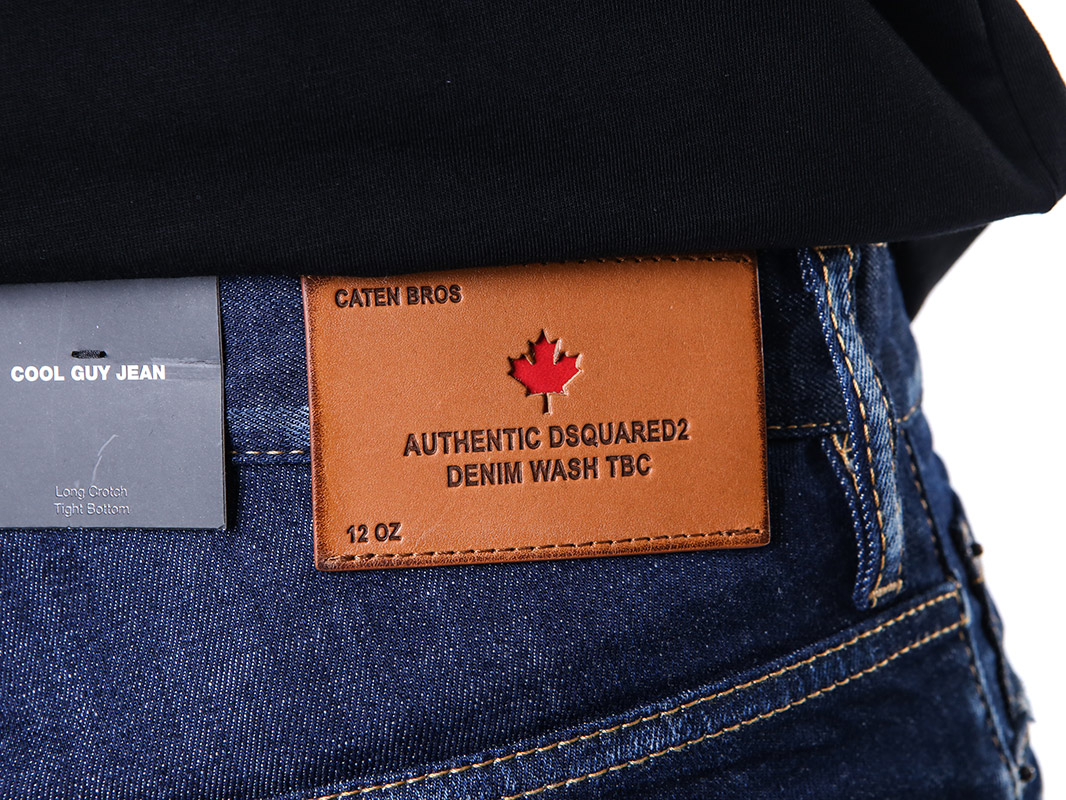 COOL GUY JEAN
Long Crotch
Tight Bottom
CATEN BROS
AUTHENTIC DSQUARED2
DENIM WASH TBC
12 OZ